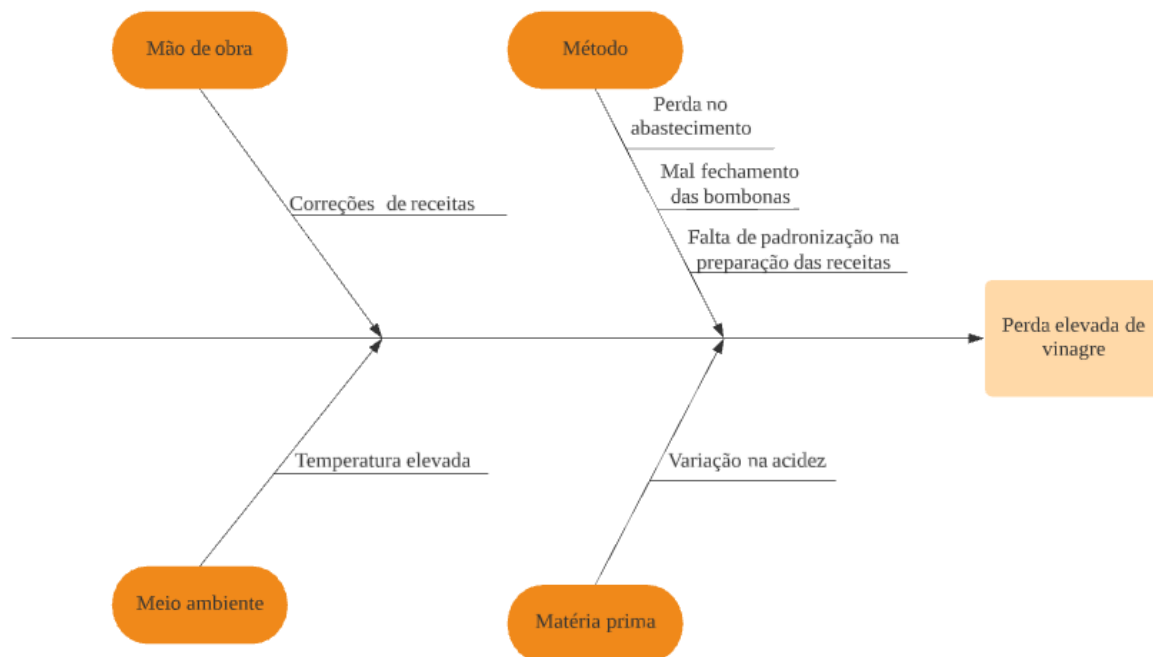 Mão de obra
Método
Perda no
abastecimento
Mal fechamento
das bombonas
Correções de receitas
Falta de padronização na
preparação das receitas
Perda elevada de
vinagre
Temperatura elevada
Variação na acidez
Meio ambiente
Matéria prima